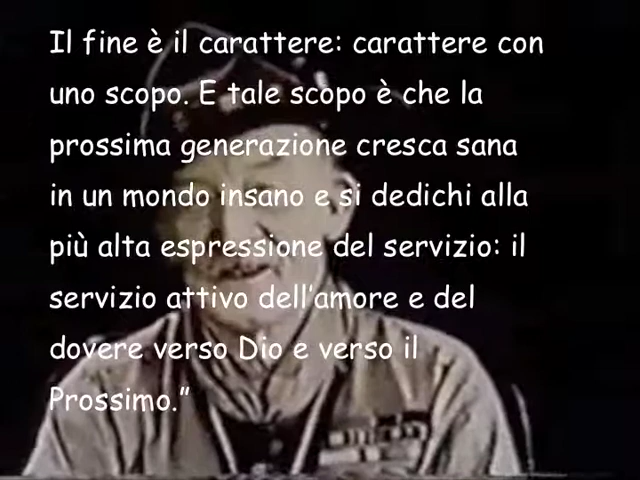 Il fine è il carattere: carattere con
uno scopo. E tale scopo è che la
prossima generazione cresca sana
in un mondo insano e si dedichi alla
più alta espressione del servizio: il
servizio attivo dell'amore e del
dovere verso Dio e verso il
Prossimo.”